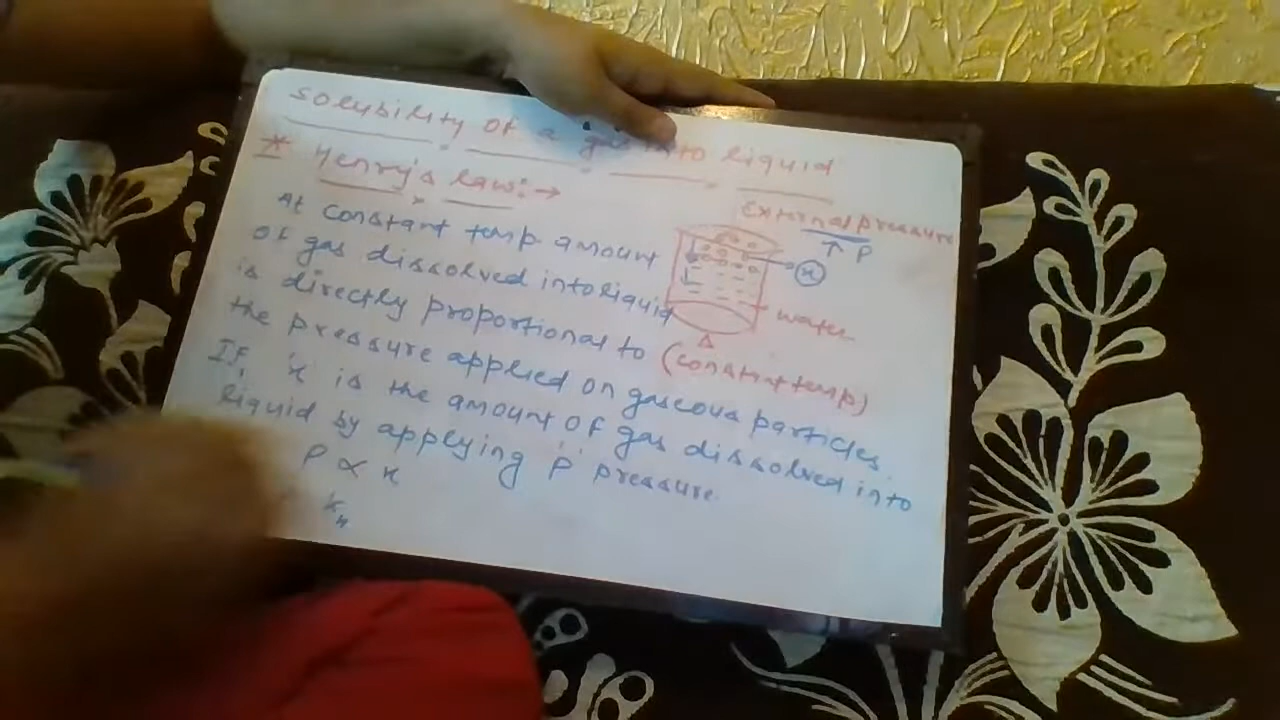 Solubility of a gas into liquid
* Henry's law:→
At constant temp. amount
of gas dissolved into liquid
is directly proportional to
the pressure applied on gaseous particles.
If, 'x' is the amount of gas dissolved into
liquid by applying 'p' pressure.
P ∝ x
K_H
External pressure
↑ P
x
water
Δ
(constant temp)